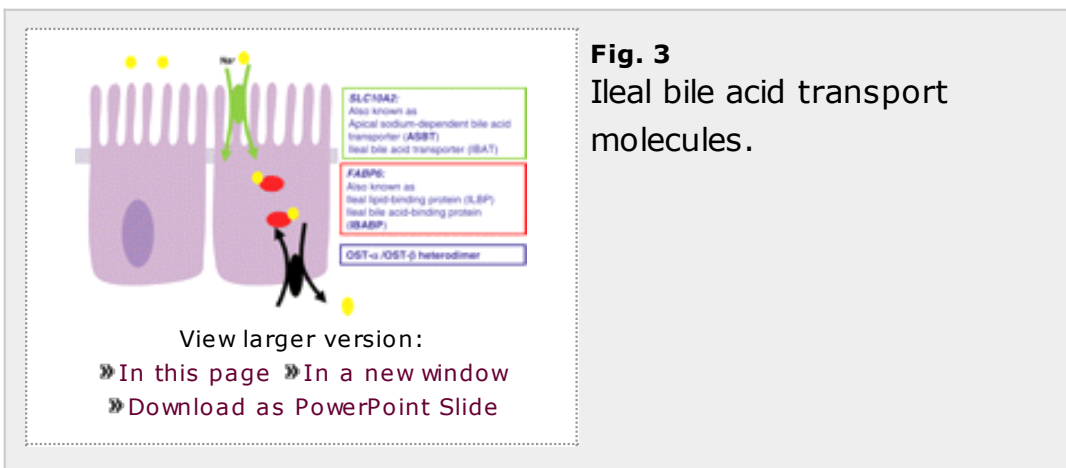 Na+
SLC10A2:
Also known as
Apical sodium-dependent bile acid
transporter (ASBT)
Ileal bile acid transporter (IBAT)
FABP6:
Also known as
Ileal lipid-binding protein (ILBP)
Ileal bile acid-binding protein
(IBABP)
OST-α /OST-β heterodimer
View larger version:
In this page In a new window
Download as PowerPoint Slide
Fig. 3
Ileal bile acid transport
molecules.